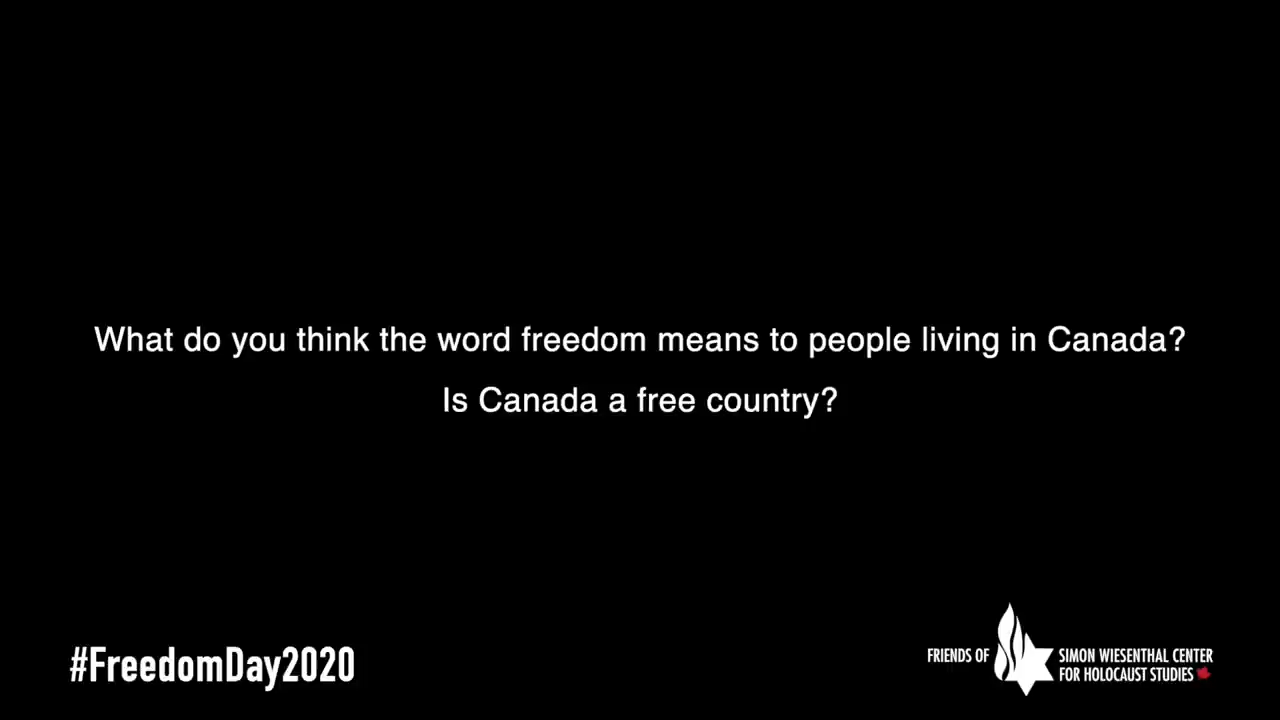 What do you think the word freedom means to people living in Canada?
Is Canada a free country?
#FreedomDay2020
FRIENDS OF
SIMON WIESENTHAL CENTER
FOR HOLOCAUST STUDIES